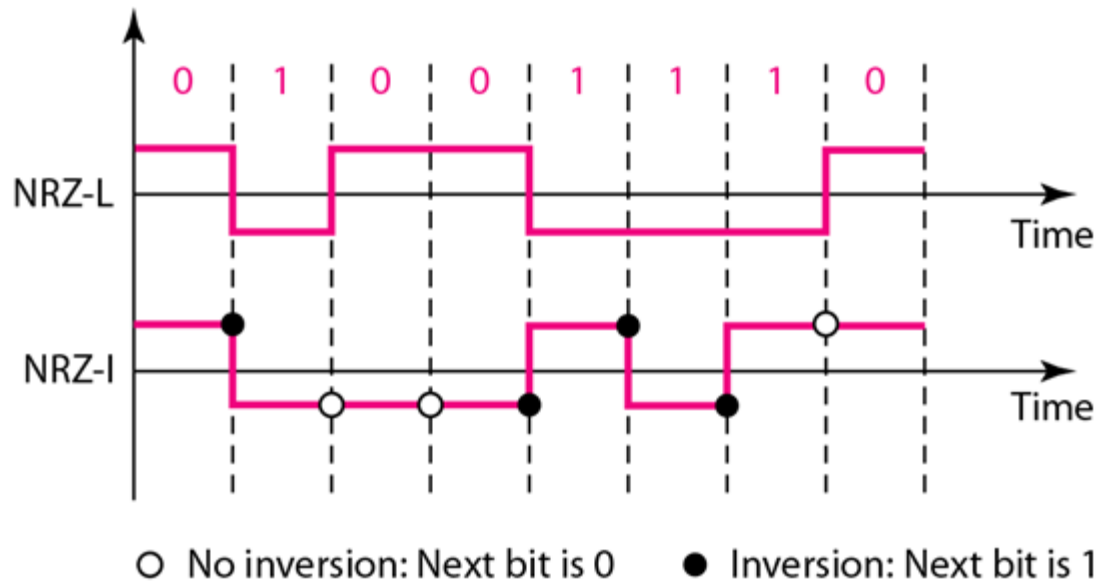 0 1 0 0 1 1 1 0
NRZ-L
Time
NRZ-I
Time
No inversion: Next bit is 0 Inversion: Next bit is 1